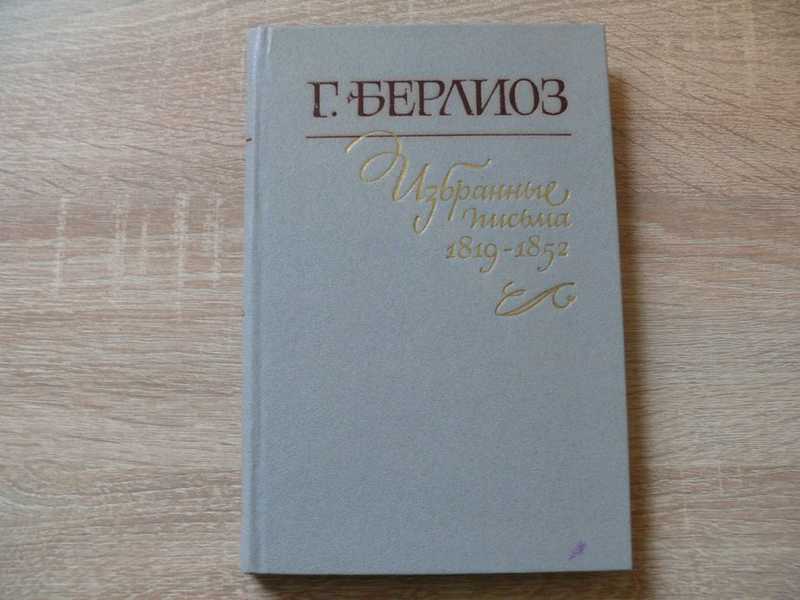 Г. БЕРЛИОЗ
Избранные
письма
1819-1852